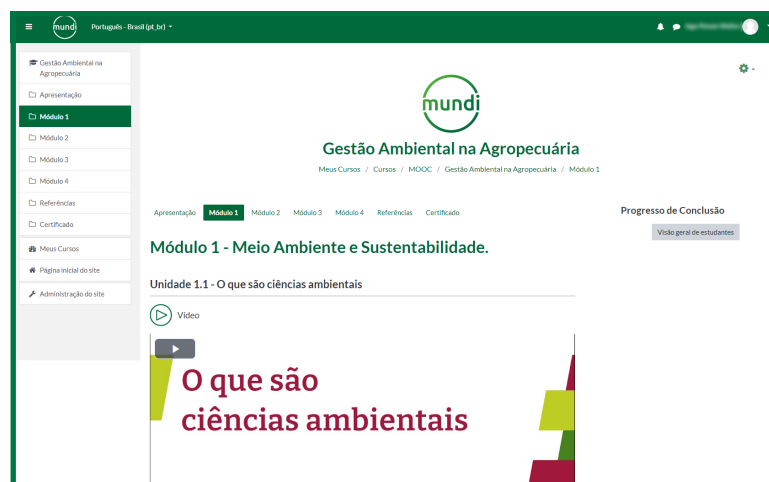 mundi
Português - Brasil (pt_br)
Gestão Ambiental na
Agropecuária
Apresentação
Módulo 1
Módulo 2
Módulo 3
Módulo 4
Referências
Certificado
Meus Cursos
Página inicial do site
Administração do site
mundi
Gestão Ambiental na Agropecuária
Meus Cursos / Cursos / MOOC / Gestão Ambiental na Agropecuária / Módulo 1
Apresentação Módulo 1 Módulo 2 Módulo 3 Módulo 4 Referências Certificado
Módulo 1 - Meio Ambiente e Sustentabilidade.
Unidade 1.1 - O que são ciências ambientais
Vídeo
O que são
ciências ambientais
Progresso de Conclusão
Visão geral de estudantes